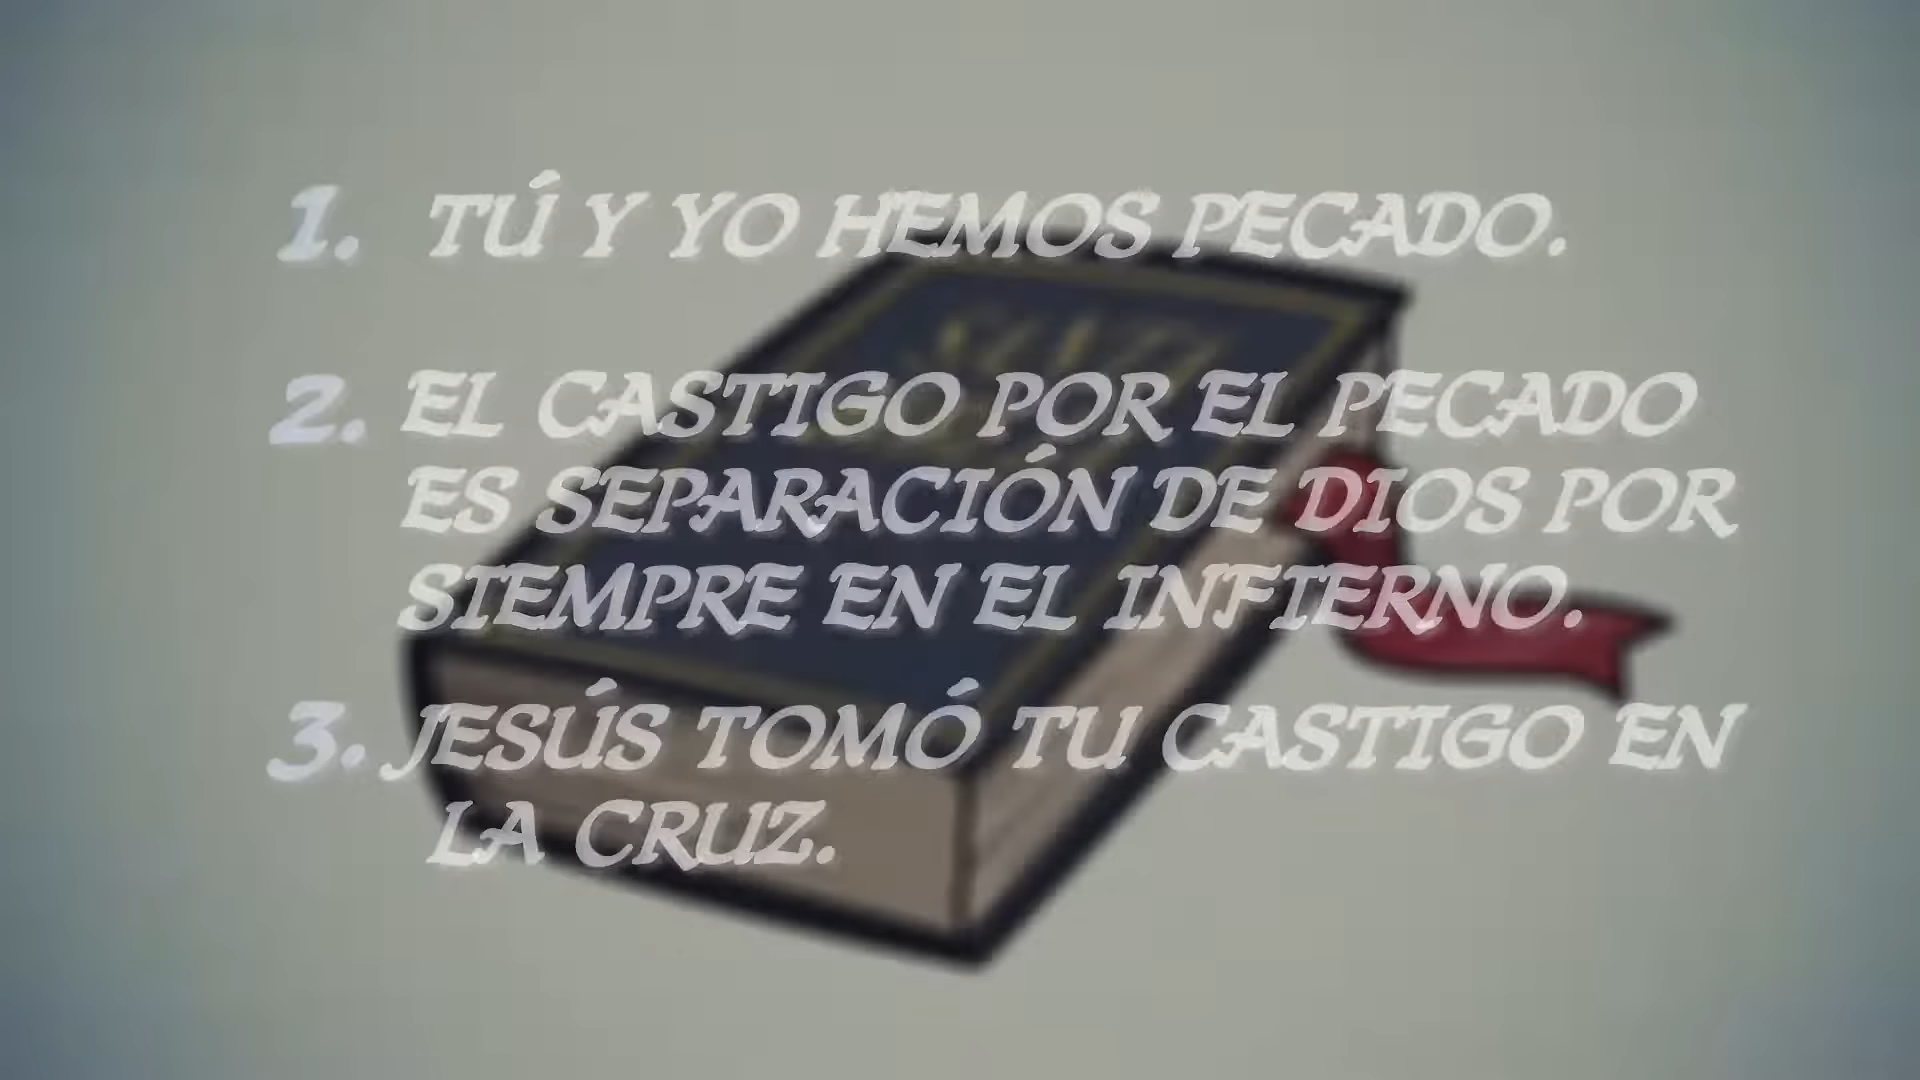 1. TÚ Y YO HEMOS PECADO.
2. EL CASTIGO POR EL PECADO
ES SEPARACIÓN DE DIOS POR
SIEMPRE EN EL INFIERNO.
3. JESÚS TOMÓ TU CASTIGO EN
LA CRUZ.